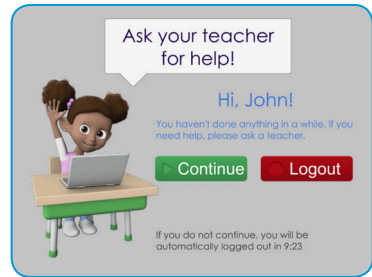 Ask your teacher
for help!
Hi, John!
You haven't done anything in a while. If you
need help, please ask a teacher.
Continue
Logout
If you do not continue, you will be
automatically logged out in 9:23